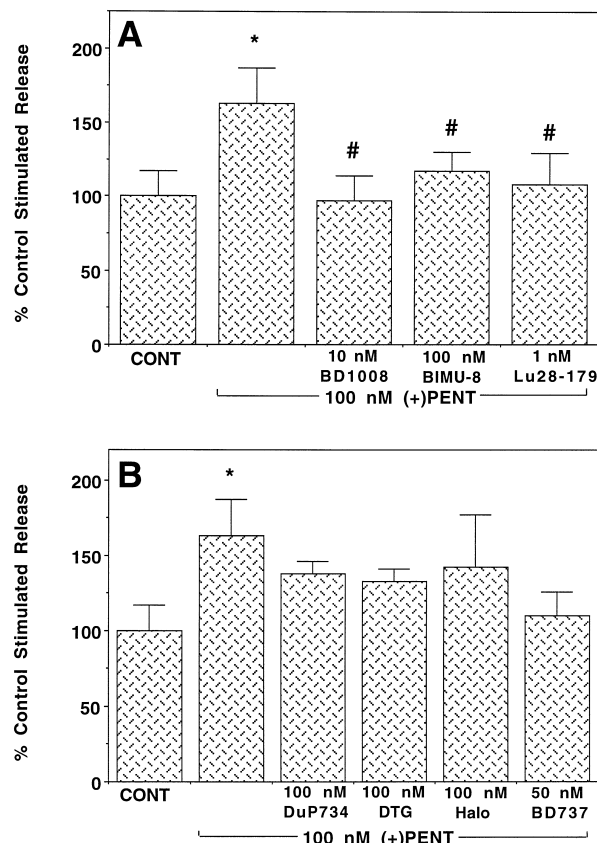 A
% Control Stimulated Release
200
150
100
50
0
*
#
#
#
CONT
10 nM
BD1008
100 nM
BIMU-8
1 nM
Lu28-179
100 nM (+)PENT
B
% Control Stimulated Release
200
150
100
50
0
*
CONT
100 nM
DuP734
100 nM
DTG
100 nM
Halo
50 nM
BD737
100 nM (+)PENT